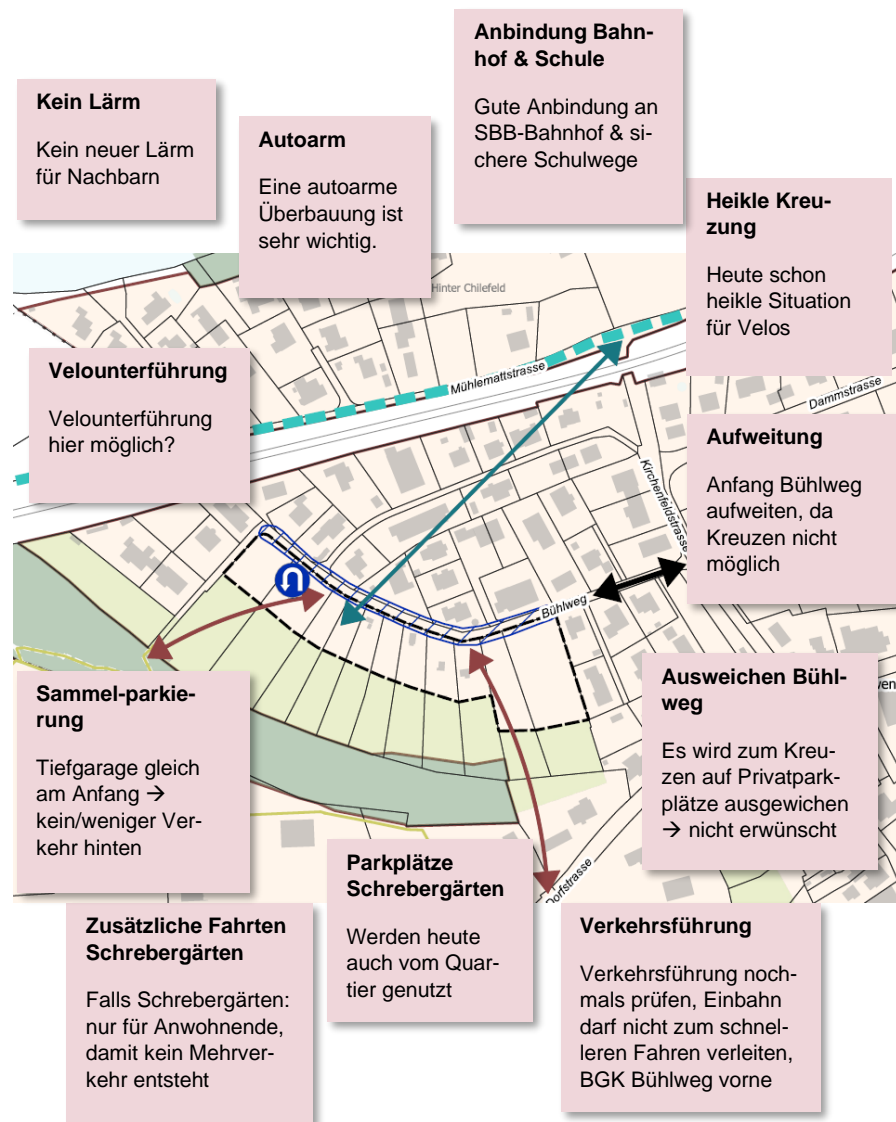 Anbindung Bahn-
hof & Schule
Gute Anbindung an
SBB-Bahnhof & si-
chere Schulwege
Kein Lärm
Kein neuer Lärm
für Nachbarn
Autoarm
Eine autoarme
Überbauung ist
sehr wichtig.
Heikle Kreu-
zung
Heute schon
heikle Situation
für Velos
Hinter Chilefeld
Mühlemattstrasse
Dammstrasse
Velounterführung
Velounterführung
hier möglich?
Kirchenfeldstrasse
Aufweitung
Anfang Bühlweg
aufweiten, da
Kreuzen nicht
möglich
Bühlweg
Sammel-parkie-
rung
Tiefgarage gleich
am Anfang →
kein/weniger Ver-
kehr hinten
Ausweichen Bühl-
weg
Es wird zum Kreu-
zen auf Privatpark-
plätze ausgewichen
→ nicht erwünscht
Dorfstrasse
Parkplätze
Schrebergärten
Werden heute
auch vom Quar-
tier genutzt
Zusätzliche Fahrten
Schrebergärten
Falls Schrebergärten:
nur für Anwohnende,
damit kein Mehrver-
kehr entsteht
Verkehrsführung
Verkehrsführung noch-
mals prüfen, Einbahn
darf nicht zum schnel-
leren Fahren verleiten,
BGK Bühlweg vorne